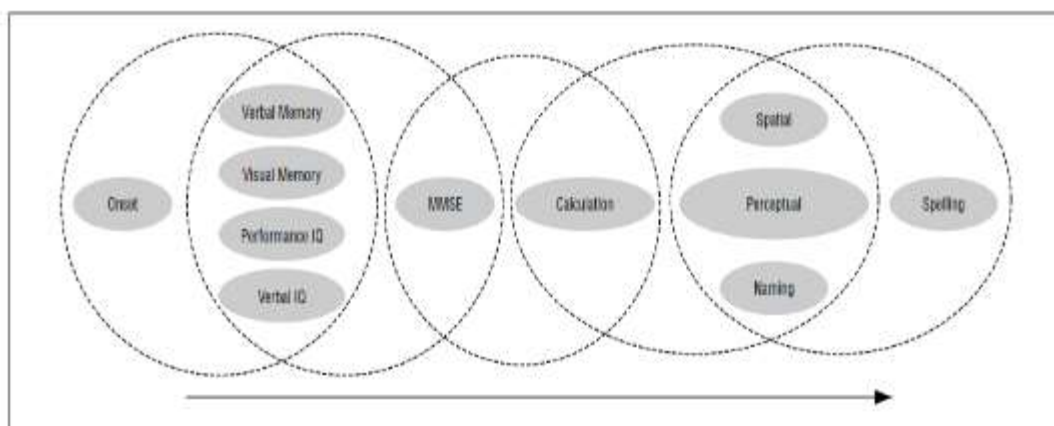 Verbal Memory
Spatial
Visual Memory
Onset
MMSE
Calculation
Perceptual
Spelling
Performance IQ
Naming
Verbal IQ